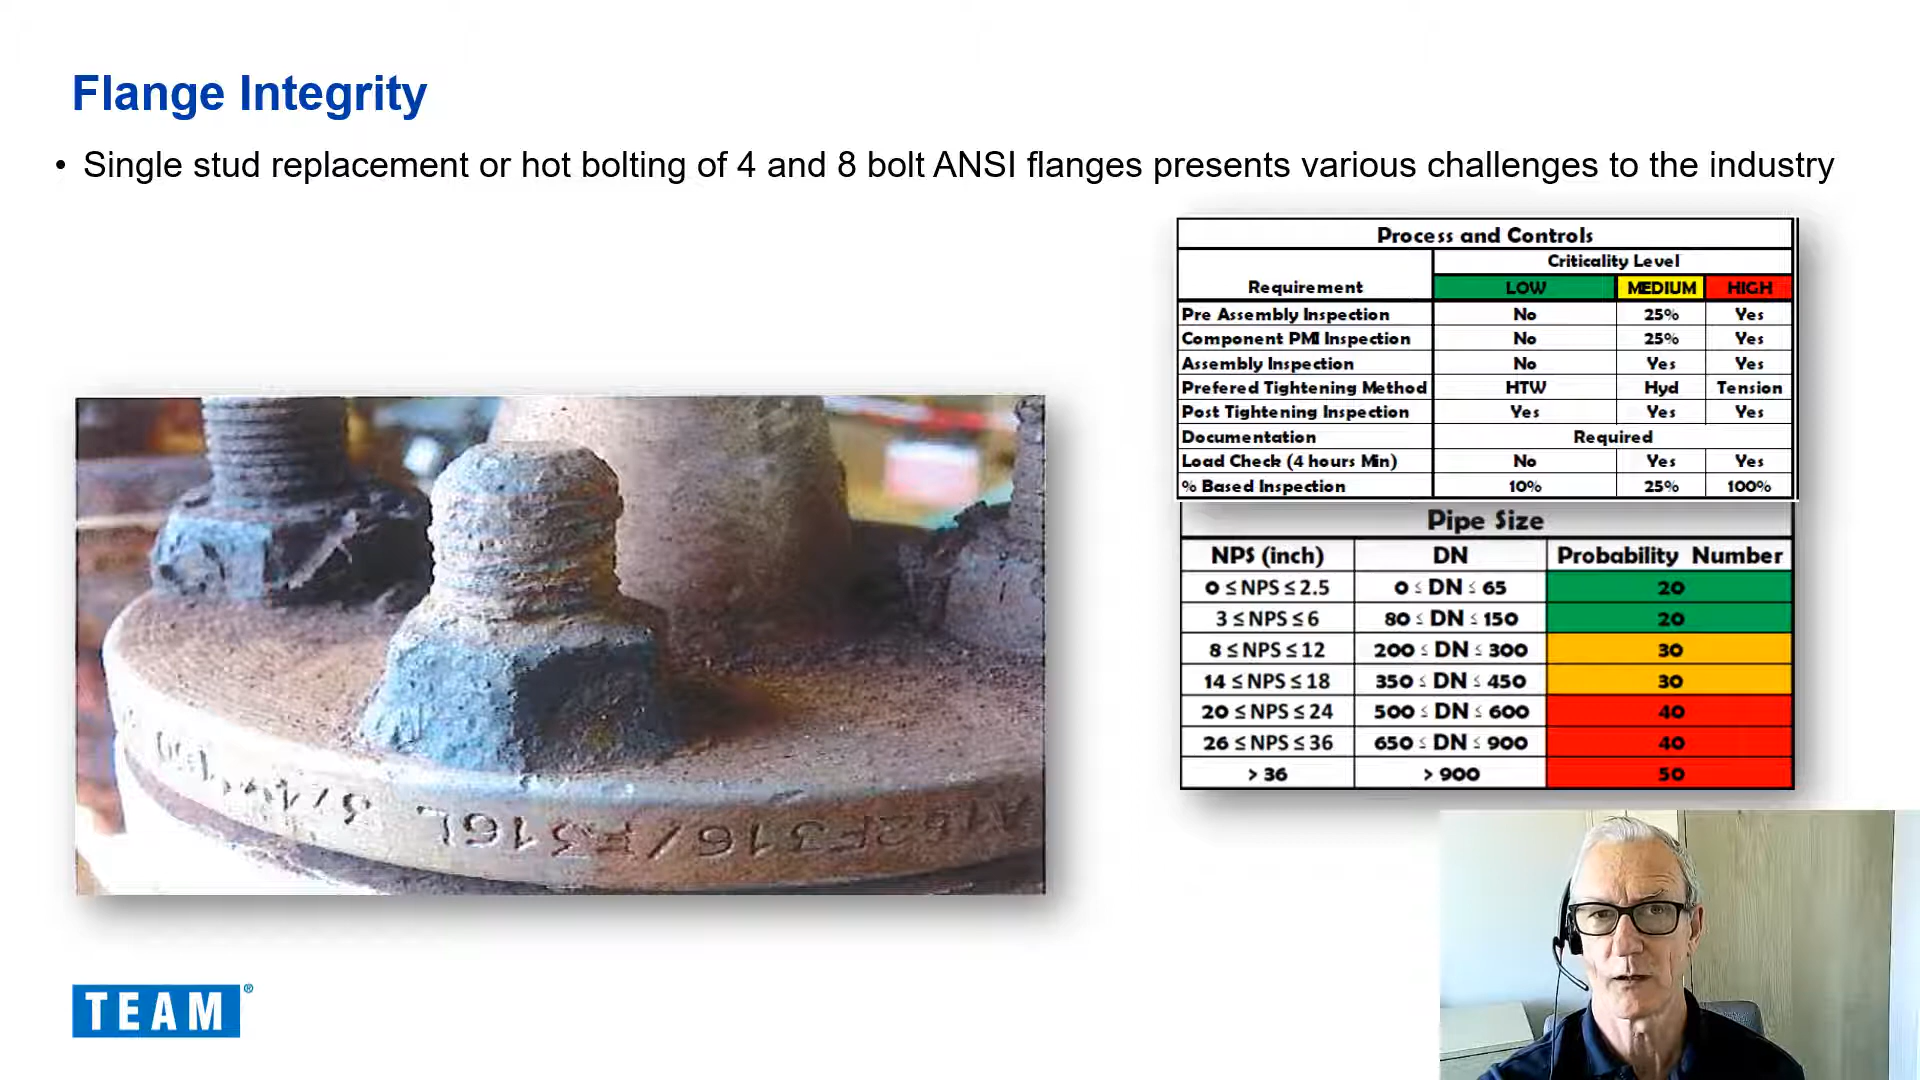 Flange Integrity
• Single stud replacement or hot bolting of 4 and 8 bolt ANSI flanges presents various challenges to the industry
Process and Controls
Criticality Level
Requirement LOW MEDIUM HIGH
Pre Assembly Inspection No 25% Yes
Component PMI Inspection No 25% Yes
Assembly Inspection No Yes Yes
Prefered Tightening Method HTW Hyd Tension
Post Tightening Inspection Yes Yes Yes
Documentation Required
Load Check (4 hours Min) No Yes Yes
% Based Inspection 10% 25% 100%
Pipe Size
NPS (inch) DN Probability Number
0 ≤ NPS ≤ 2.5 0 ≤ DN ≤ 65 20
3 ≤ NPS ≤ 6 80 ≤ DN ≤ 150 20
8 ≤ NPS ≤ 12 200 ≤ DN ≤ 300 30
14 ≤ NPS ≤ 18 350 ≤ DN ≤ 450 30
20 ≤ NPS ≤ 24 500 ≤ DN ≤ 600 40
26 ≤ NPS ≤ 36 650 ≤ DN ≤ 900 40
> 36 > 900 50
F316/F316L
TEAM®